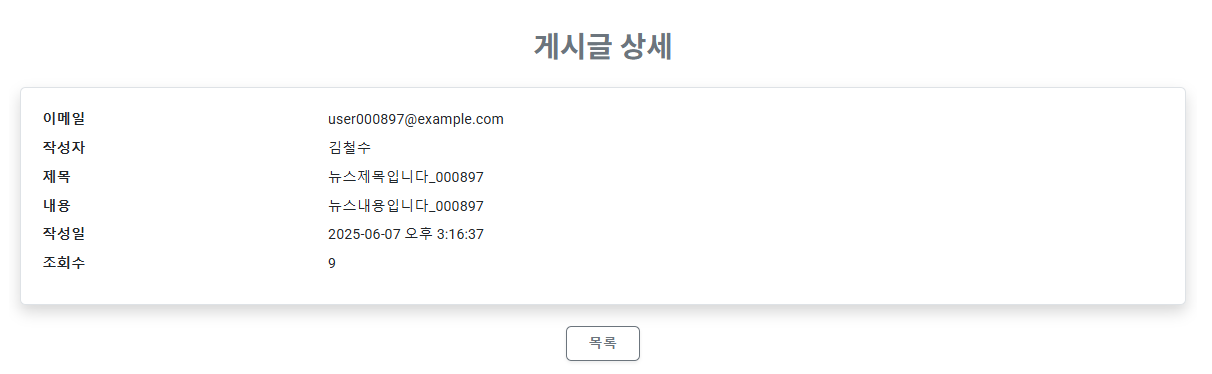 게시글 상세
이메일 user000897@example.com
작성자 김철수
제목 뉴스제목입니다_000897
내용 뉴스내용입니다_000897
작성일 2025-06-07 오후 3:16:37
조회수 9
목록